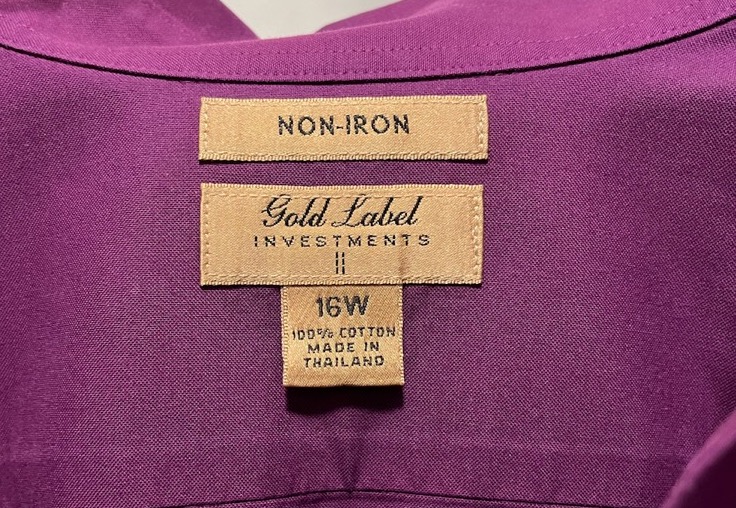 NON-IRON
Gold Label
INVESTMENTS
II
16W
100% COTTON
MADE IN
THAILAND